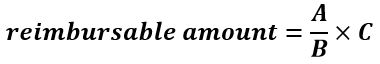 reimbursable amount = A/B × C